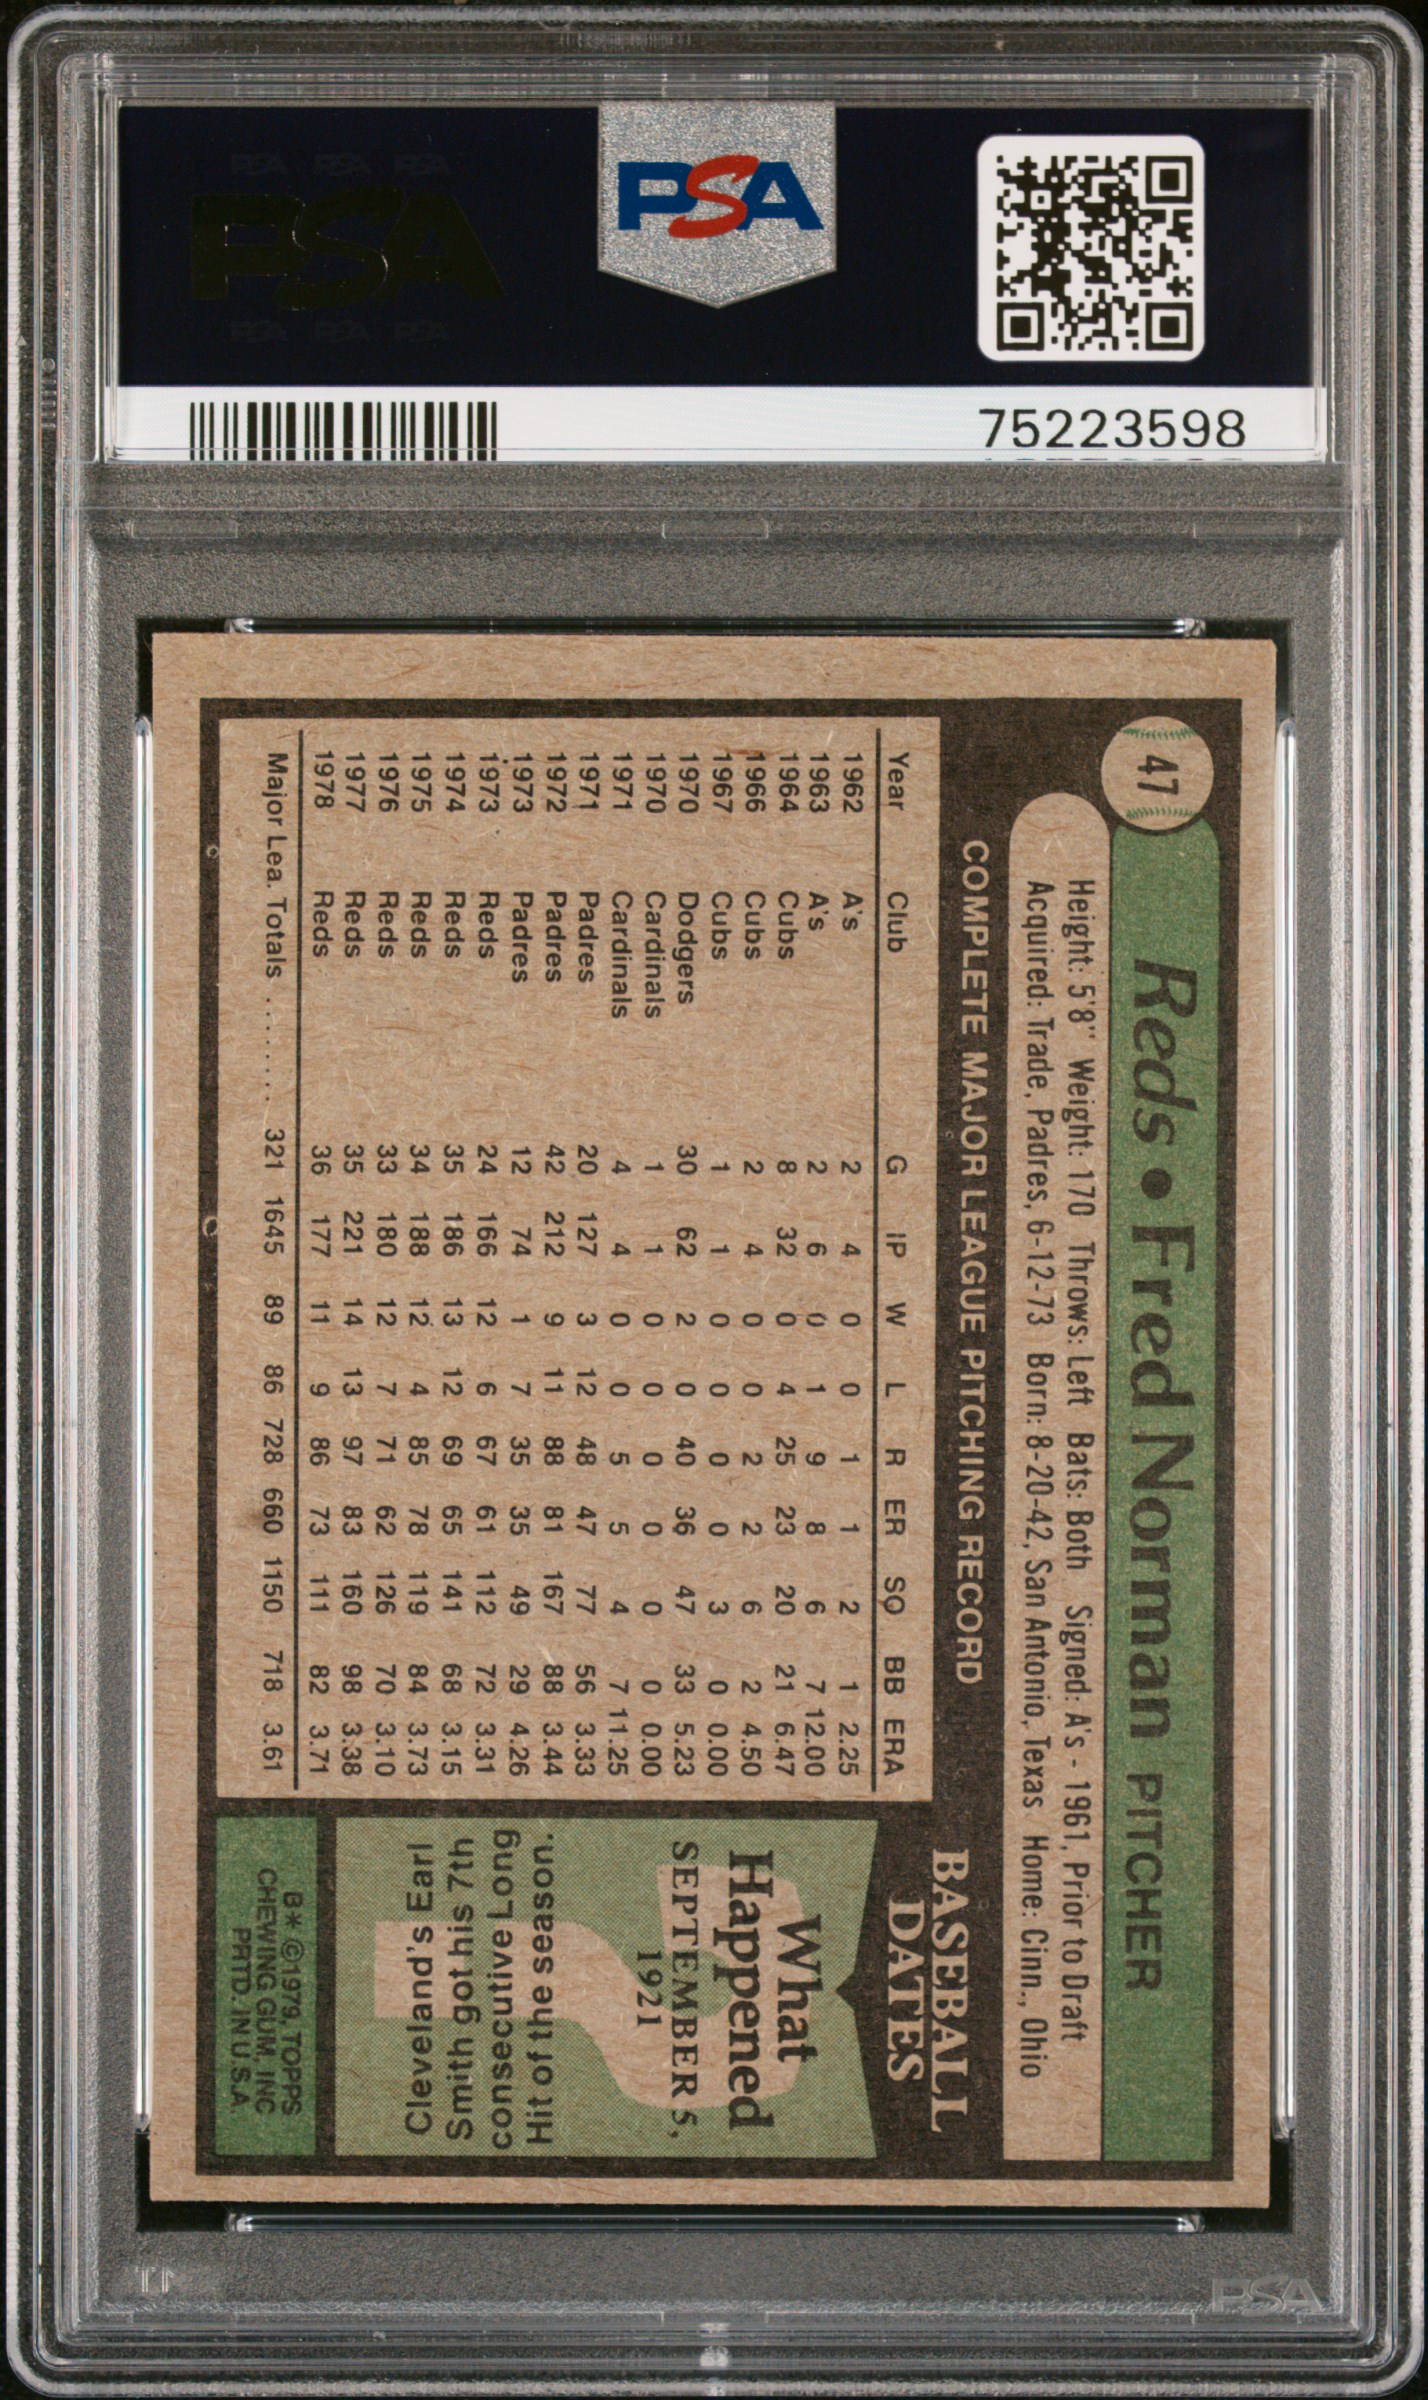 PSA PSA PSA
PSA
PSA PSA PSA
PSA
75223598
47
Reds • Fred Norman PITCHER
Height: 5'8" Weight: 170 Throws: Left Bats: Both Signed: A's - 1961, Prior to Draft
Acquired: Trade, Padres, 6-12-73 Born: 8-20-42, San Antonio, Texas Home: Cinn., Ohio
COMPLETE MAJOR LEAGUE PITCHING RECORD
Year Club G IP W L R ER SO BB ERA
1962 A's 2 4 0 0 1 1 2 1 2.25
1963 A's 2 6 0 1 9 8 6 7 12.00
1964 Cubs 8 32 0 4 25 23 20 21 6.47
1966 Cubs 2 4 0 0 2 2 6 2 4.50
1967 Cubs 1 1 0 0 0 0 3 0 0.00
1970 Dodgers 30 62 2 0 40 36 47 33 5.23
1970 Cardinals 1 1 0 0 0 0 0 0 0.00
1971 Cardinals 4 4 0 0 5 5 4 7 11.25
1971 Padres 20 127 3 12 48 47 77 56 3.33
1972 Padres 42 212 9 11 88 81 167 88 3.44
1973 Padres 12 74 1 7 35 35 49 29 4.26
1973 Reds 24 166 12 6 67 61 112 72 3.31
1974 Reds 35 186 13 12 69 65 141 68 3.15
1975 Reds 34 188 12 4 85 78 119 84 3.73
1976 Reds 33 180 12 7 71 62 126 70 3.10
1977 Reds 35 221 14 13 97 83 160 98 3.38
1978 Reds 36 177 11 9 86 73 111 82 3.71
Major Lea. Totals ........ 321 1645 89 86 728 660 1150 718 3.61
BASEBALL
DATES
What
Happened
SEPTEMBER 5,
1921
?
Cleveland's Earl
Smith got his 7th
consecutive Long
Hit of the season.
B* ©1979, TOPPS
CHEWING GUM, INC
PRTD. IN U.S.A.
PSA